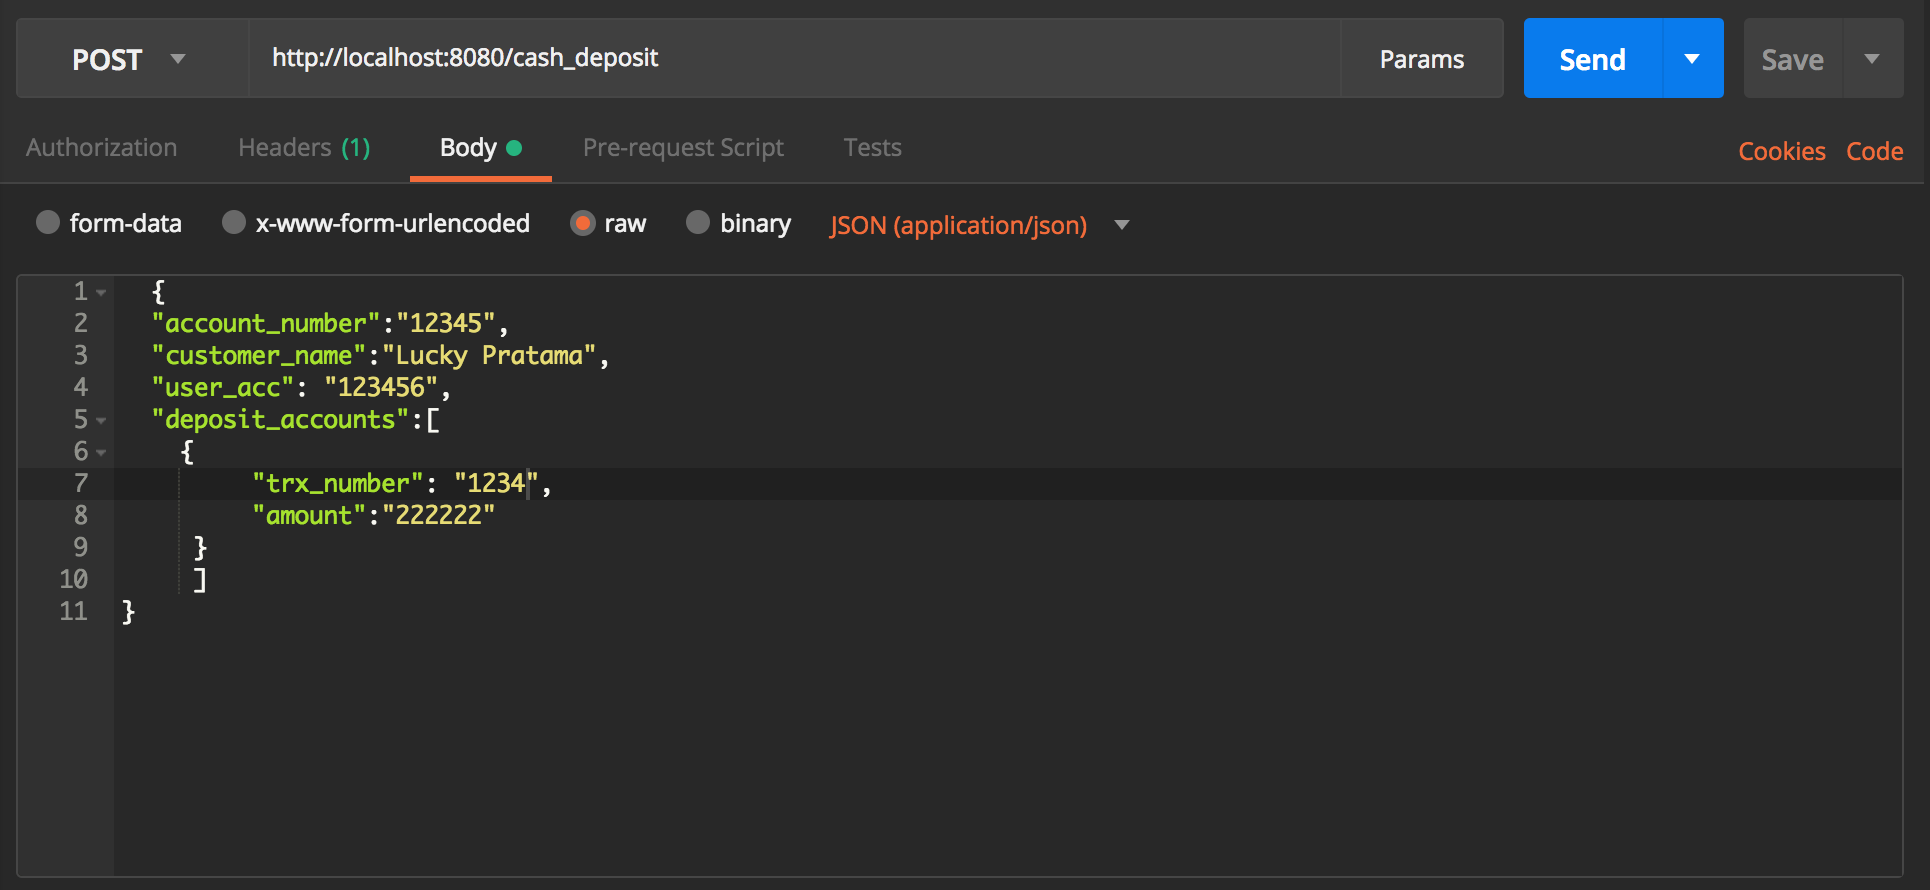 POST http://localhost:8080/cash_deposit Params Send Save
Authorization Headers (1) Body Pre-request Script Tests Cookies Code
form-data x-www-form-urlencoded raw binary JSON (application/json)
1 {
2 "account_number":"12345",
3 "customer_name":"Lucky Pratama",
4 "user_acc": "123456",
5 "deposit_accounts":[
6 {
7 "trx_number": "1234",
8 "amount":"222222"
9 }
10 ]
11 }